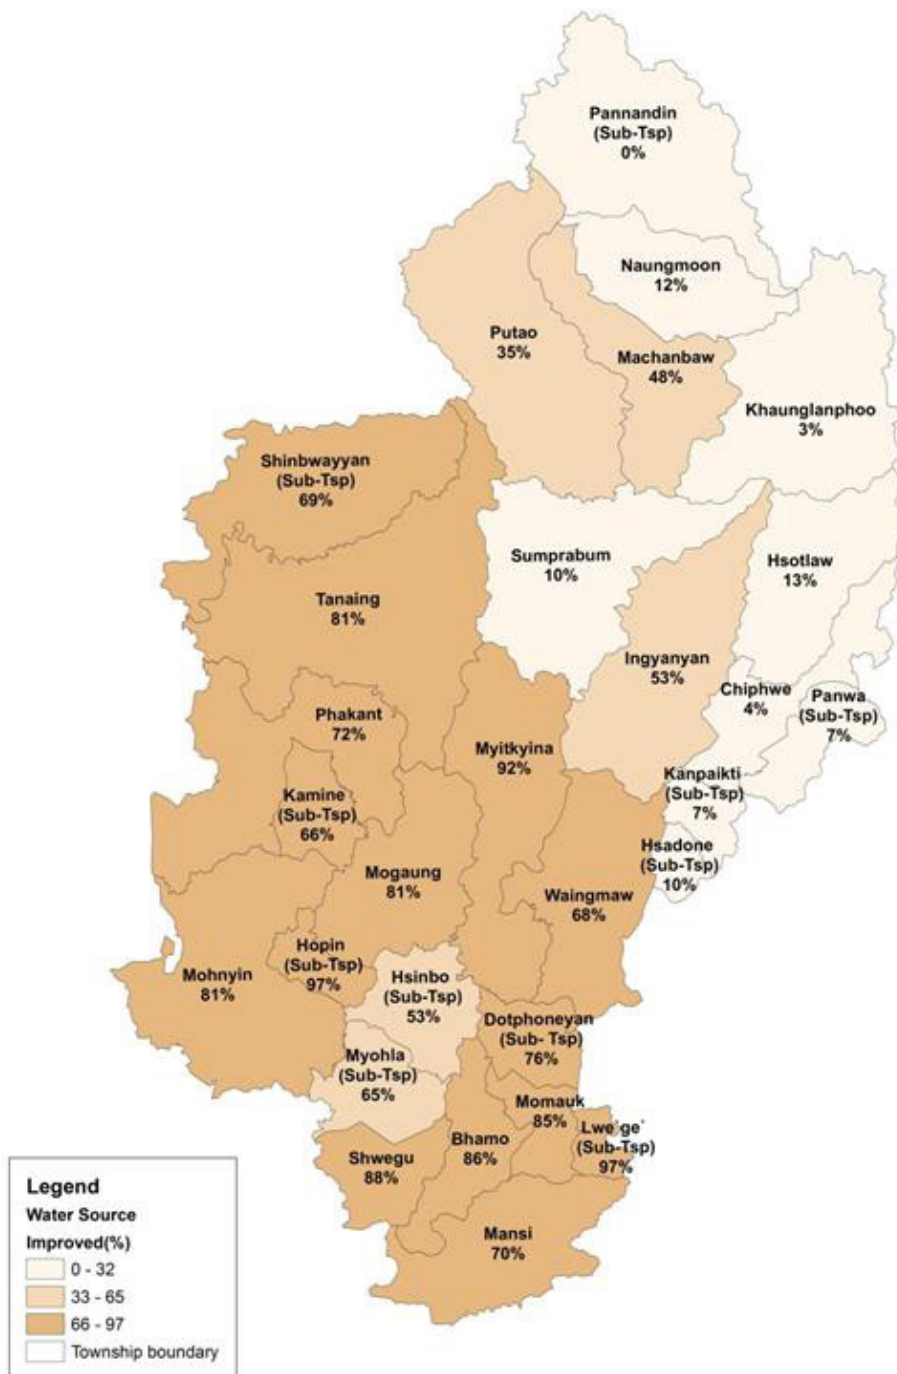 Pannandin
(Sub-Tsp)
0%
Naungmoon
12%
Putao
35%
Machanbaw
48%
Khaunglanphoo
3%
Shinbwayyan
(Sub-Tsp)
69%
Sumprabum
10%
Hsotlaw
13%
Tanaing
81%
Ingyanyan
53%
Chiphwe
4%
Panwa
(Sub-Tsp)
7%
Phakant
72%
Myitkyina
92%
Kanpaikti
(Sub-Tsp)
7%
Kamine
(Sub-Tsp)
66%
Hsadone
(Sub-Tsp)
10%
Mogaung
81%
Waingmaw
68%
Hopin
(Sub-Tsp)
97%
Mohnyin
81%
Hsinbo
(Sub-Tsp)
53%
Dotphoneyan
(Sub- Tsp)
76%
Myohla
(Sub-Tsp)
65%
Momauk
85%
Lwe'ge'
(Sub-Tsp)
97%
Bhamo
86%
Shwegu
88%
Mansi
70%
Legend
Water Source
Improved(%)
0 - 32
33 - 65
66 - 97
Township boundary